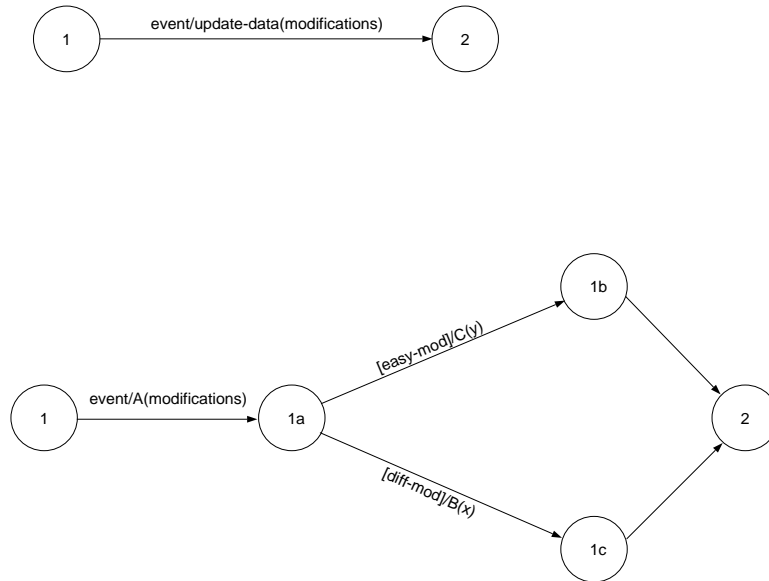 event/update-data(modifications)
1
2
1b
[easy-mod]/C(y)
event/A(modifications)
1
1a
2
[diff-mod]/B(x)
1c